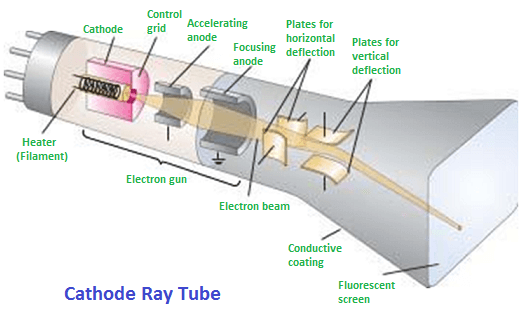 Cathode
Control
grid
Accelerating
anode
Focusing
anode
Plates for
horizontal
deflection
Plates for
vertical
deflection
Heater
(Filament)
Electron gun
Electron beam
Conductive
coating
Fluorescent
screen
Cathode Ray Tube